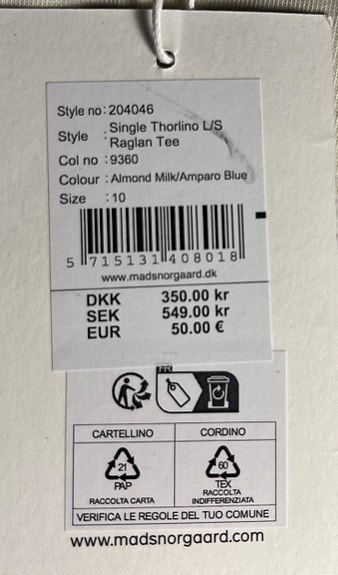 Style no: 204046
Style : Single Thorlino L/S
Raglan Tee
Col no : 9360
Colour : Almond Milk/Amparo Blue
Size : 10
5 715131 408018
www.madsnorgaard.dk
DKK 350.00 kr
SEK 549.00 kr
EUR 50.00 €
FR
CARTELLINO CORDINO
21 60
PAP TEX
RACCOLTA CARTA RACCOLTA
INDIFFERENZIATA
VERIFICA LE REGOLE DEL TUO COMUNE
www.madsnorgaard.com